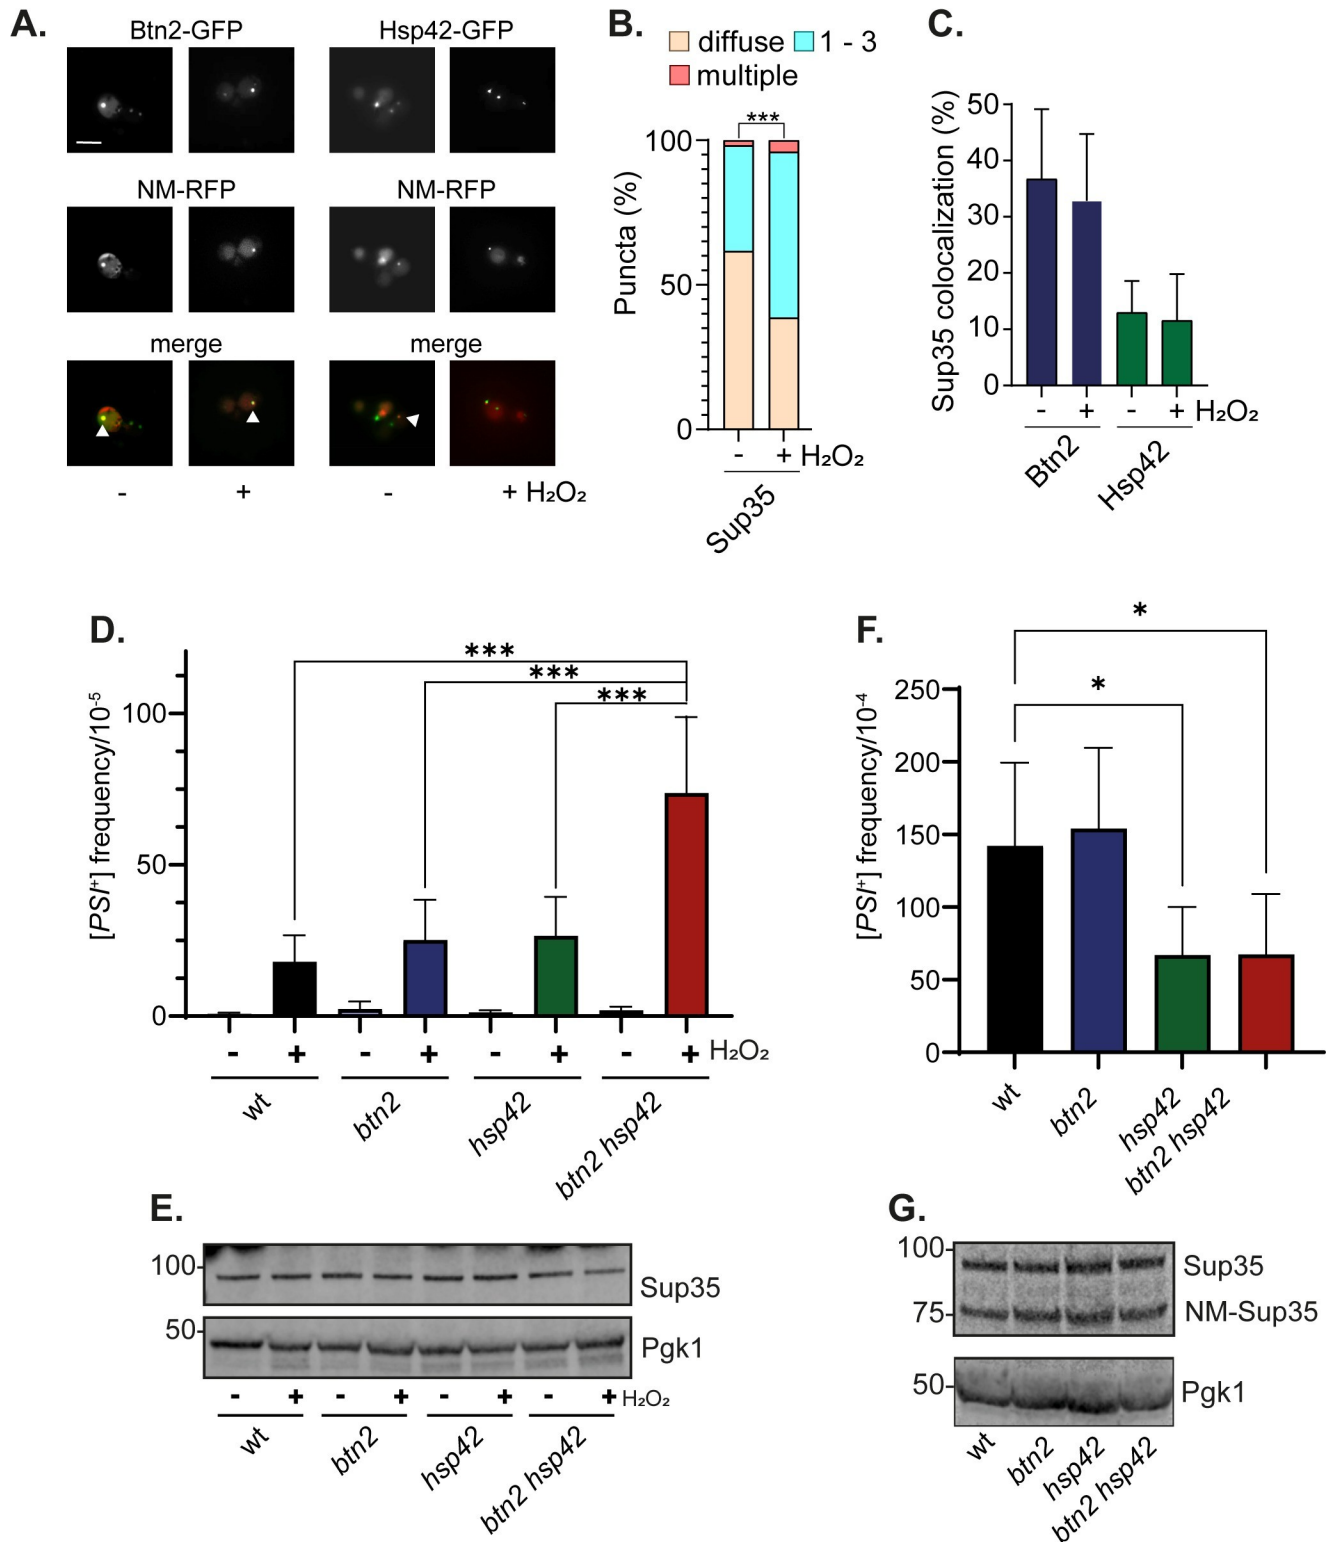 A.
Btn2-GFP
Hsp42-GFP
NM-RFP
NM-RFP
merge
merge
- + - + H₂O₂
B.
diffuse 1 - 3
multiple
***
100
50
0
Puncta (%)
- + H₂O₂
Sup35
C.
50
40
30
20
10
0
Sup35 colocalization (%)
- + - + H₂O₂
Btn2
Hsp42
D.
***
***
***
100
50
0
[PSI⁺] frequency/10⁻⁵
- + - + - + - + H₂O₂
wt
btn2
hsp42
btn2 hsp42
F.
*
*
250
200
150
100
50
0
[PSI⁺] frequency/10⁻⁴
wt
btn2
hsp42
btn2 hsp42
E.
100
Sup35
50
Pgk1
- + - + - + - + H₂O₂
wt
btn2
hsp42
btn2 hsp42
G.
100
Sup35
75
NM-Sup35
50
Pgk1
wt
btn2
hsp42
btn2 hsp42